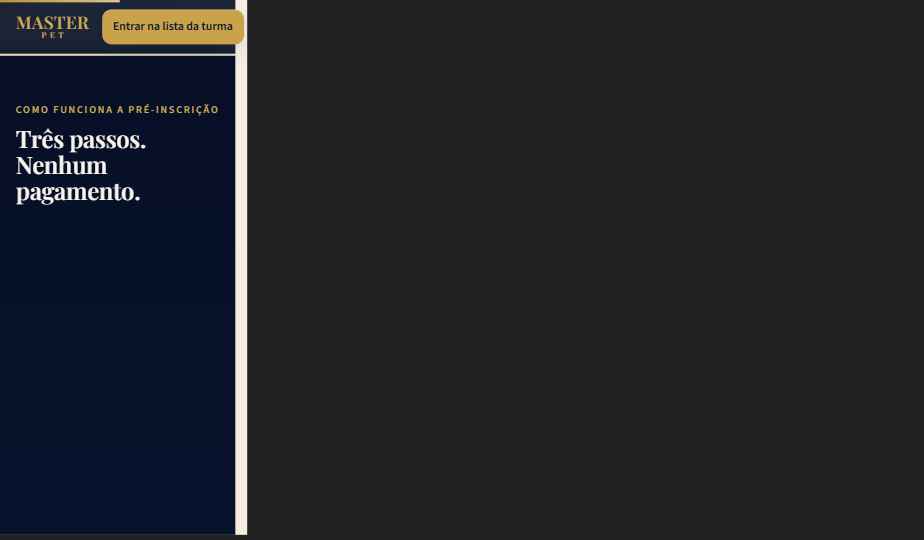 MASTER
PET
Entrar na lista da turma
COMO FUNCIONA A PRÉ-INSCRIÇÃO
Três passos.
Nenhum
pagamento.